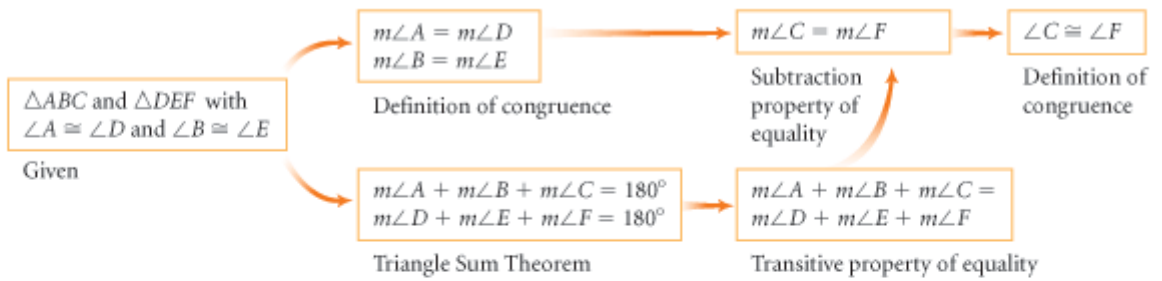 △ABC and △DEF with
∠A ≅ ∠D and ∠B ≅ ∠E
Given
m∠A = m∠D
m∠B = m∠E
Definition of congruence
m∠A + m∠B + m∠C = 180°
m∠D + m∠E + m∠F = 180°
Triangle Sum Theorem
m∠C = m∠F
Subtraction
property of
equality
m∠A + m∠B + m∠C =
m∠D + m∠E + m∠F
Transitive property of equality
∠C ≅ ∠F
Definition of
congruence